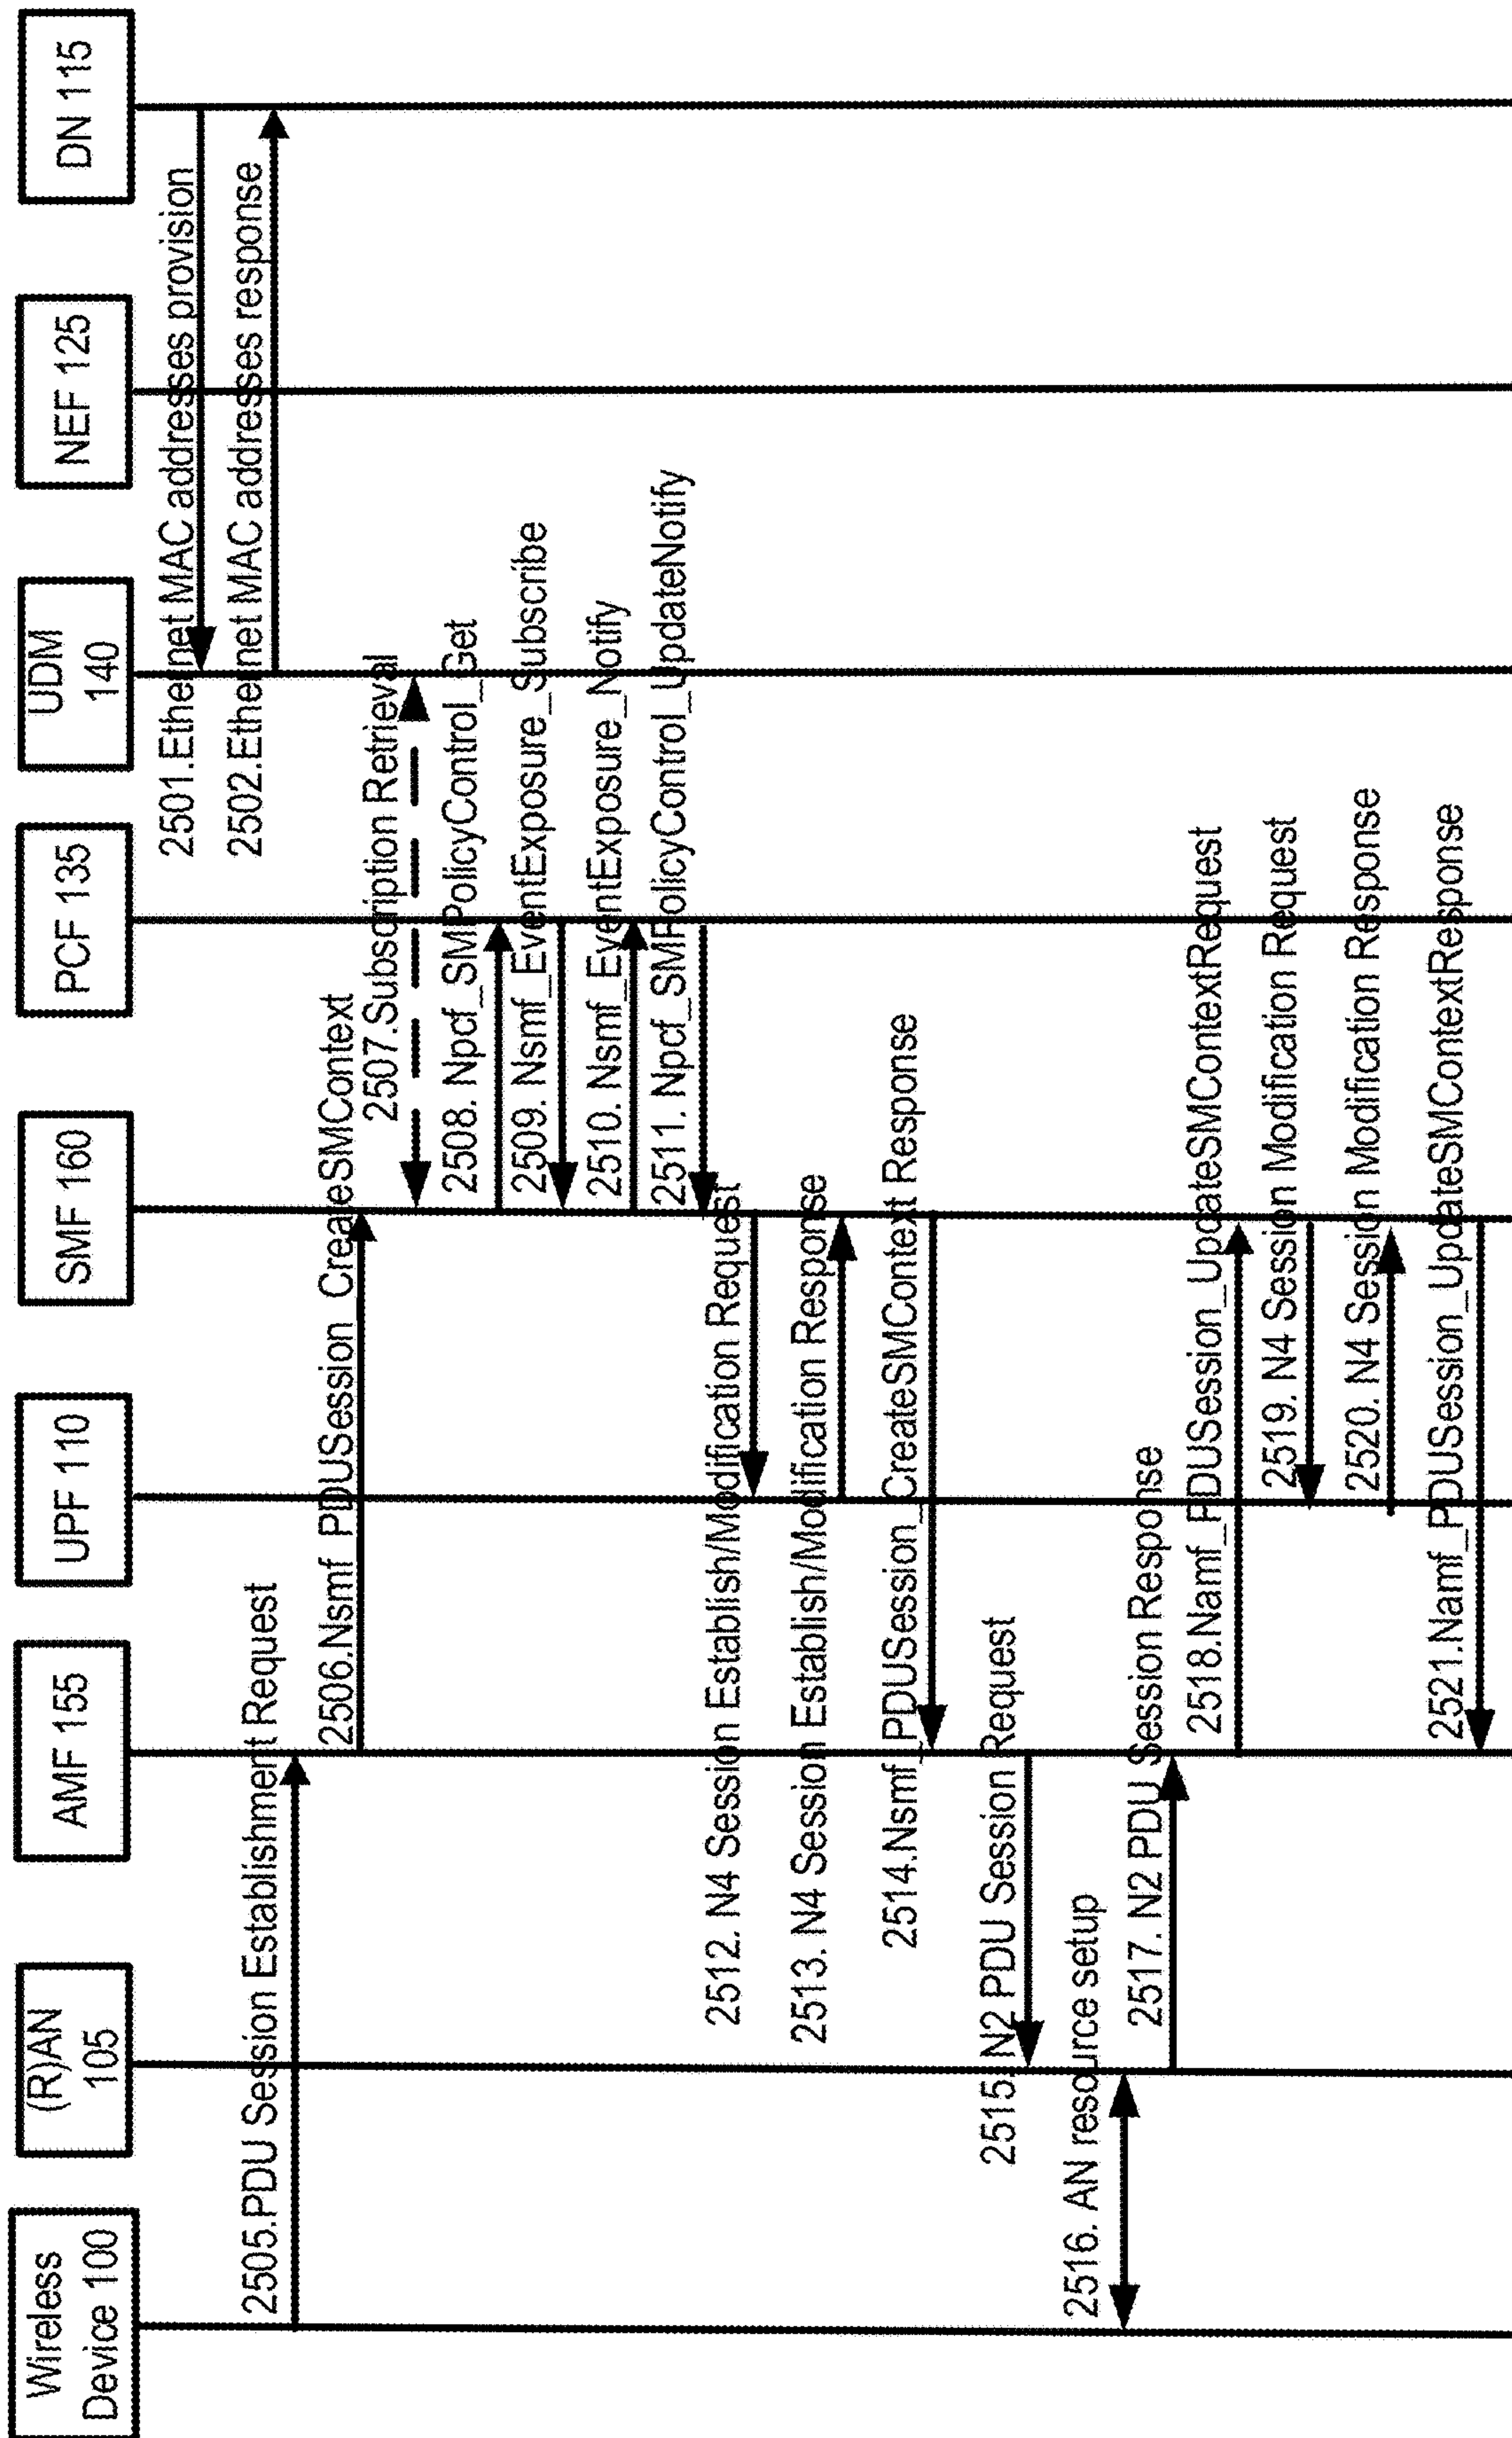 Wireless
Device 100
(R)AN
105
AMF 155
UPF 110
SMF 160
PCF 135
UDM
140
NEF 125
DN 115
2501.Ethernet MAC addresses provision
2502.Ethernet MAC addresses response
2505.PDU Session Establishment Request
2506.Nsmf_PDUSession_CreateSMContext
2507.Subscription Retrieval
2508. Npcf_SMPolicyControl_Get
2509. Nsmf_EventExposure_Subscribe
2510. Nsmf_EventExposure_Notify
2511. Npcf_SMPolicyControl_UpdateNotify
2512. N4 Session Establish/Modification Request
2513. N4 Session Establish/Modification Response
2514.Nsmf_PDUSession_CreateSMContext Response
2515. N2 PDU Session Request
2516. AN resource setup
2517. N2 PDU Session Response
2518.Namf_PDUSession_UpdateSMContextRequest
2519. N4 Session Modification Request
2520. N4 Session Modification Response
2521.Namf_PDUSession_UpdateSMContextResponse